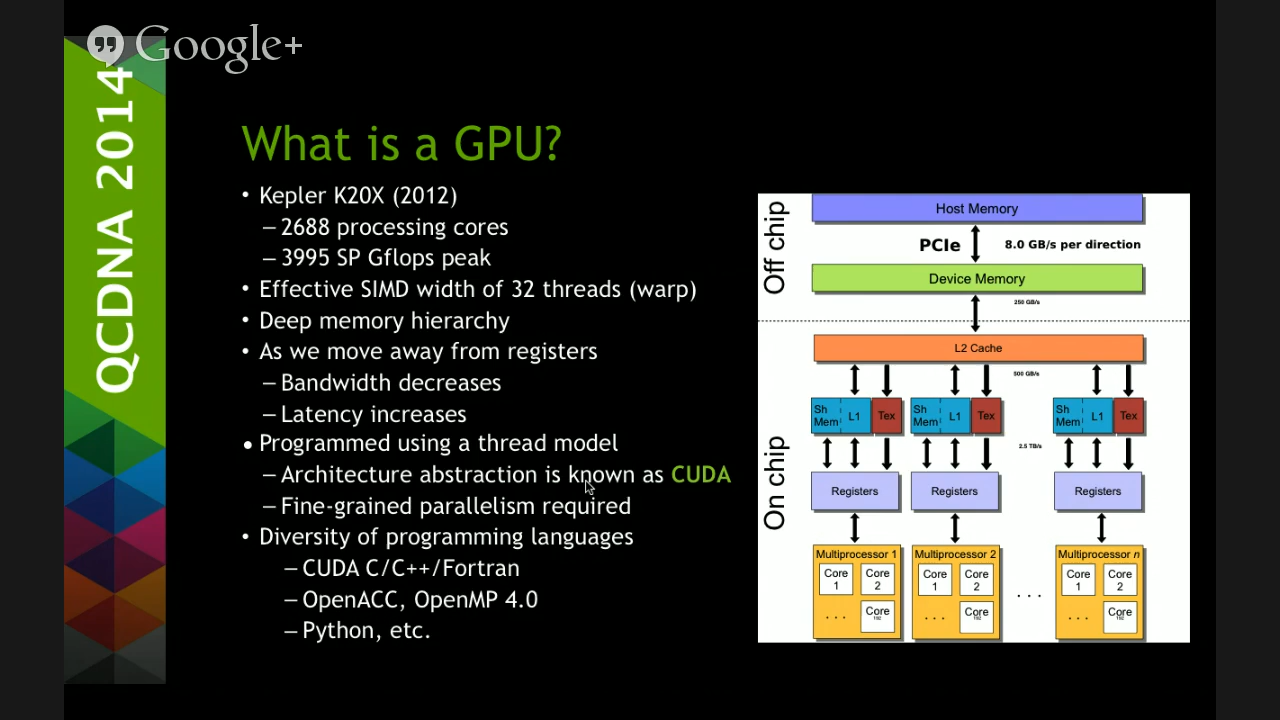 Google+
QCDNA 2014
What is a GPU?
• Kepler K20X (2012)
– 2688 processing cores
– 3995 SP Gflops peak
• Effective SIMD width of 32 threads (warp)
• Deep memory hierarchy
• As we move away from registers
– Bandwidth decreases
– Latency increases
• Programmed using a thread model
– Architecture abstraction is known as CUDA
– Fine-grained parallelism required
• Diversity of programming languages
– CUDA C/C++/Fortran
– OpenACC, OpenMP 4.0
– Python, etc.
Off chip
Host Memory
PCIe 8.0 GB/s per direction
Device Memory
250 GB/s
On chip
L2 Cache
500 GB/s
Sh Mem L1 Tex Sh Mem L1 Tex Sh Mem L1 Tex
2.5 TB/s
Registers Registers Registers
Multiprocessor 1 Multiprocessor 2 Multiprocessor n
Core 1 Core 2 Core 1 Core 2 Core 1 Core 2
. . .
. . . Core 192 . . . Core 192 . . . Core 192